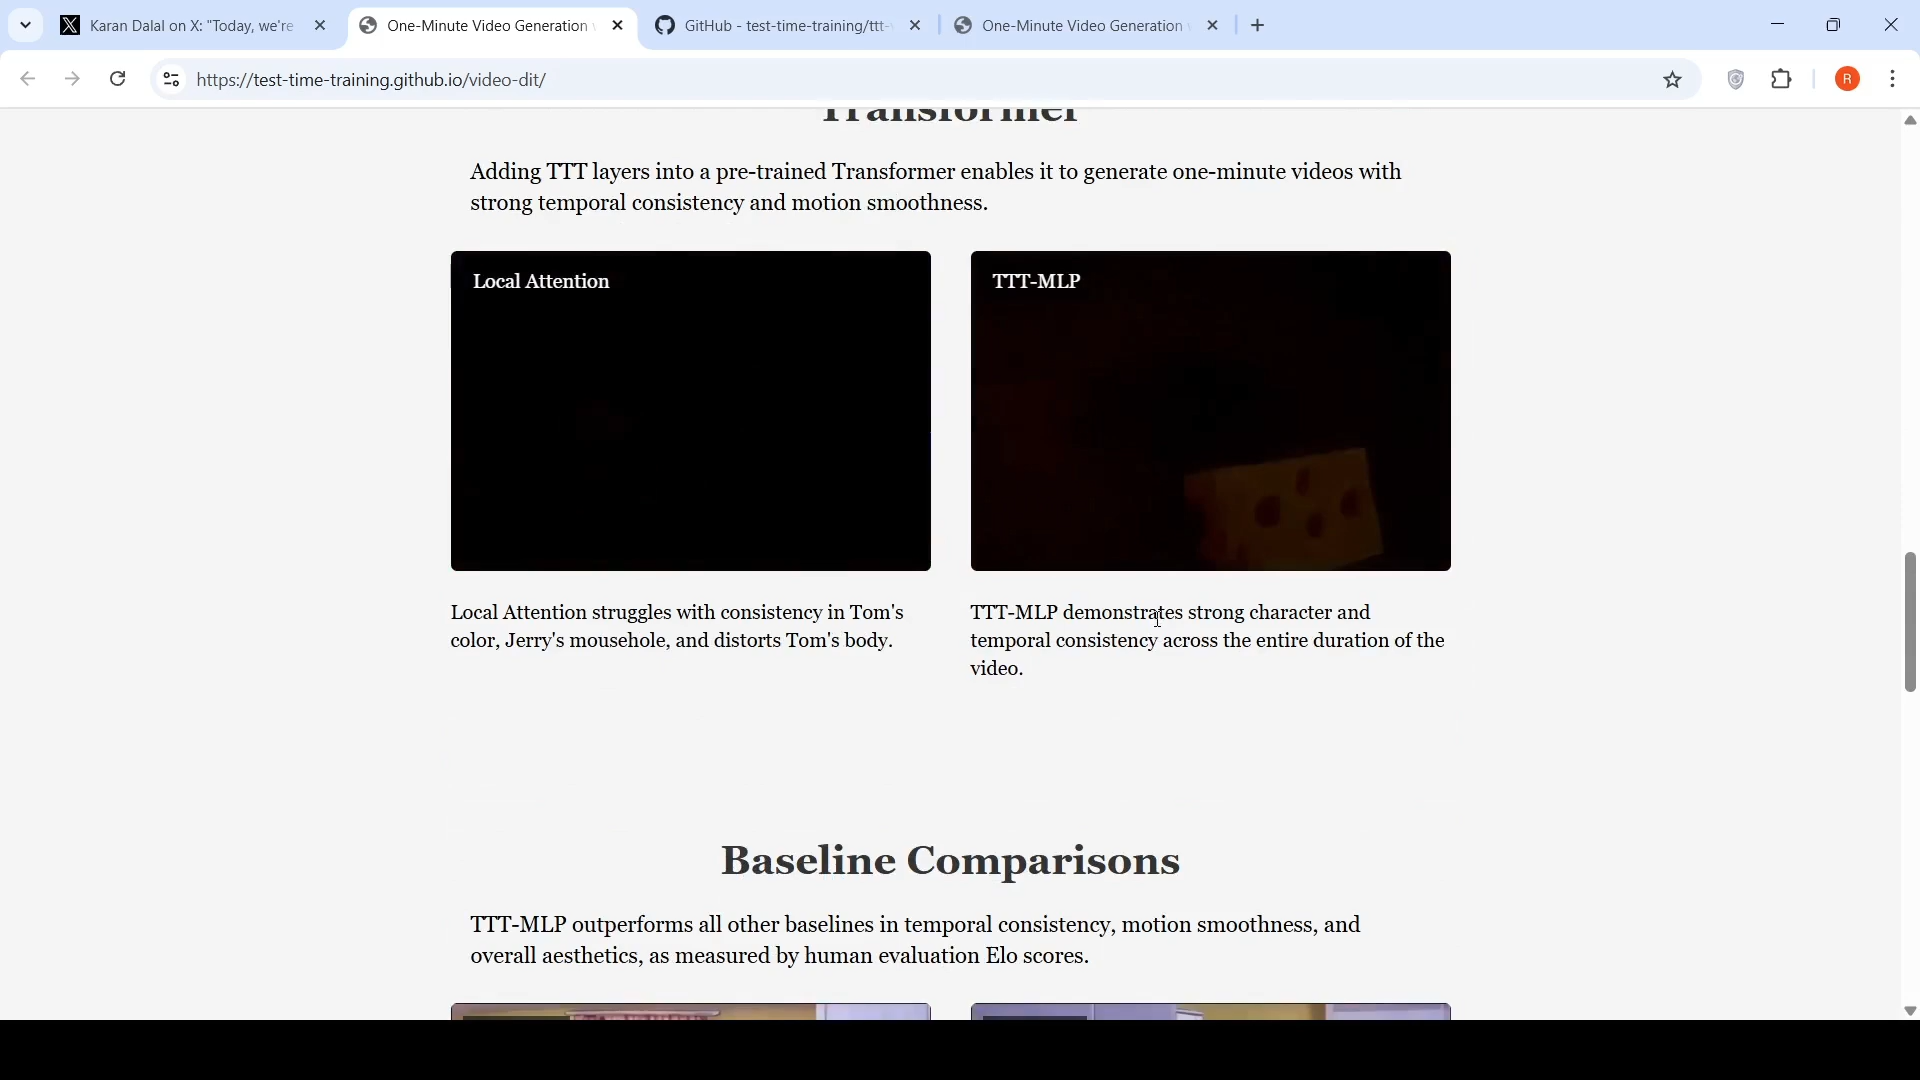 Karan Dalal on X: "Today, we're
One-Minute Video Generation
GitHub - test-time-training/ttt-
One-Minute Video Generation
https://test-time-training.github.io/video-dit/
R
Transformer
Adding TTT layers into a pre-trained Transformer enables it to generate one-minute videos with
strong temporal consistency and motion smoothness.
Local Attention
TTT-MLP
Local Attention struggles with consistency in Tom's
color, Jerry's mousehole, and distorts Tom's body.
TTT-MLP demonstrates strong character and
temporal consistency across the entire duration of the
video.
Baseline Comparisons
TTT-MLP outperforms all other baselines in temporal consistency, motion smoothness, and
overall aesthetics, as measured by human evaluation Elo scores.